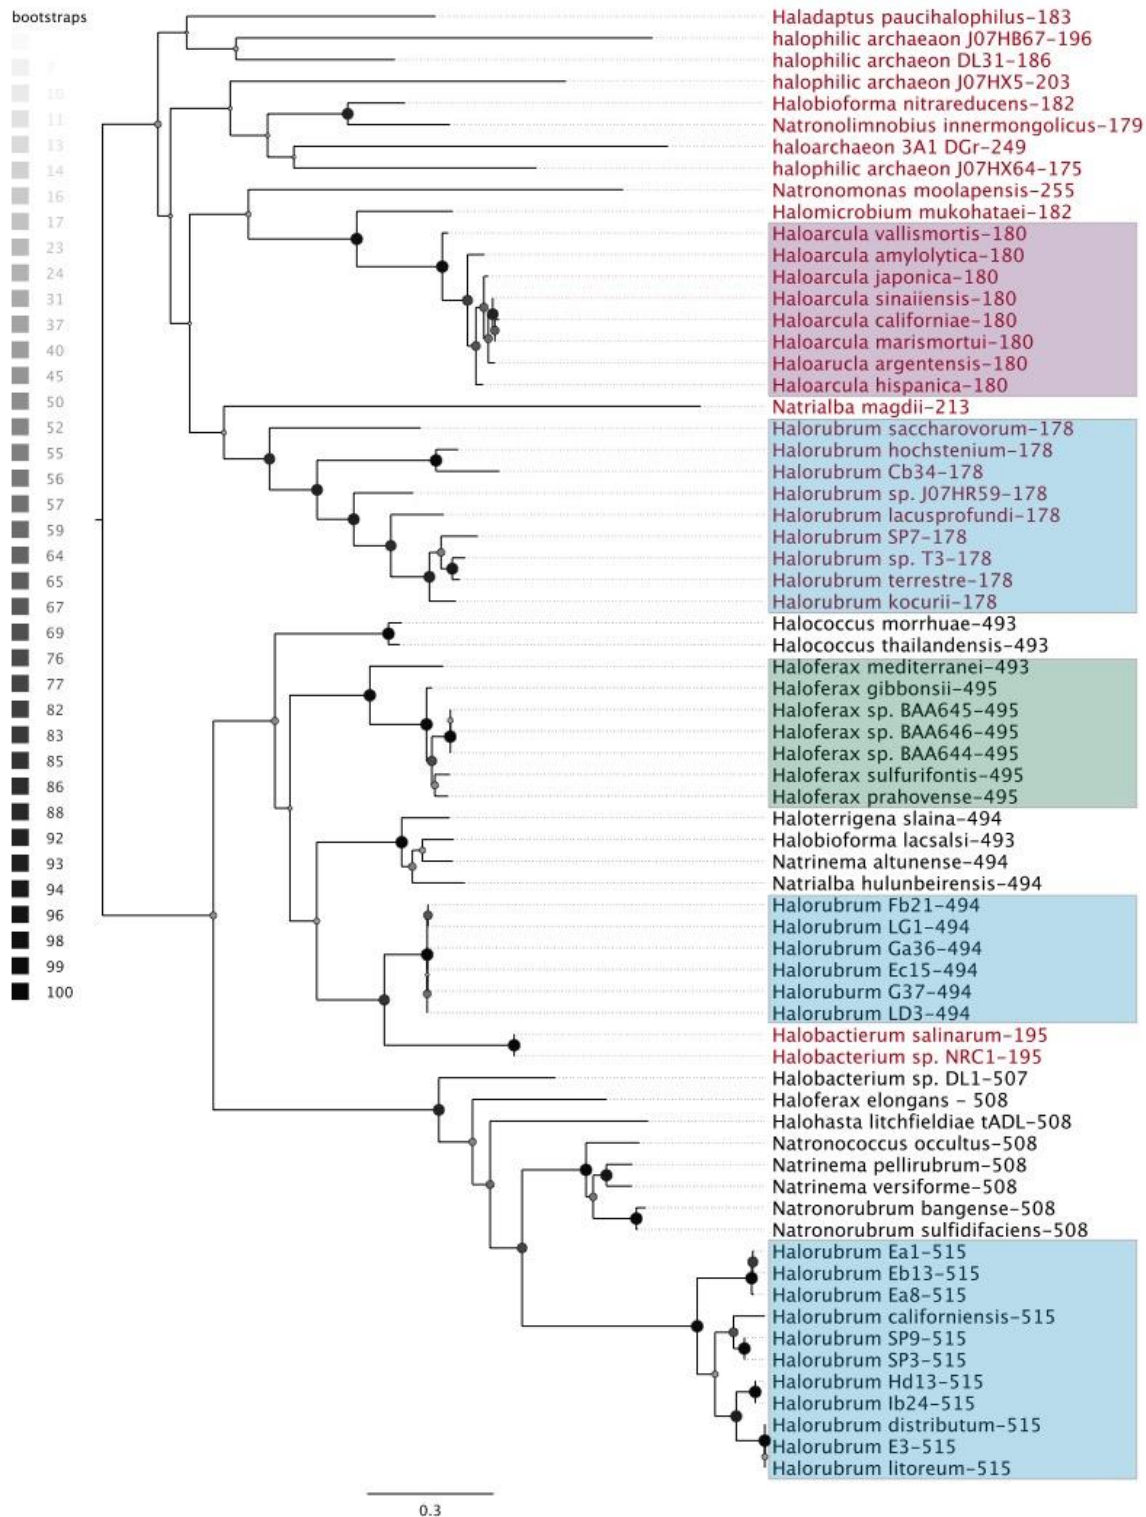 bootstraps
7
10
11
13
14
16
17
23
24
31
37
40
45
50
52
55
56
57
59
64
65
67
69
76
77
82
83
85
86
88
92
93
94
96
98
99
100
Haladaptus paucihalophilus-183
halophilic archaeaon J07HB67-196
halophilic archaeon DL31-186
halophilic archaeon J07HX5-203
Halobioforma nitrareducens-182
Natronolimnobius innermongolicus-179
haloarchaeon 3A1 DGr-249
halophilic archaeon J07HX64-175
Natronomonas moolapensis-255
Halomicrobium mukohataei-182
Haloarcula vallismortis-180
Haloarcula amylolytica-180
Haloarcula japonica-180
Haloarcula sinaiiensis-180
Haloarcula californiae-180
Haloarcula marismortui-180
Haloarucla argentensis-180
Haloarcula hispanica-180
Natrialba magdii-213
Halorubrum saccharovorum-178
Halorubrum hochstenium-178
Halorubrum Cb34-178
Halorubrum sp. J07HR59-178
Halorubrum lacusprofundi-178
Halorubrum SP7-178
Halorubrum sp. T3-178
Halorubrum terrestre-178
Halorubrum kocurii-178
Halococcus morrhuae-493
Halococcus thailandensis-493
Haloferax mediterranei-493
Haloferax gibbonsii-495
Haloferax sp. BAA645-495
Haloferax sp. BAA646-495
Haloferax sp. BAA644-495
Haloferax sulfurifontis-495
Haloferax prahovense-495
Haloterrigena slaina-494
Halobioforma lacsalsi-493
Natrinema altunense-494
Natrialba hulunbeirensis-494
Halorubrum Fb21-494
Halorubrum LG1-494
Halorubrum Ga36-494
Halorubrum Ec15-494
Haloruburm G37-494
Halorubrum LD3-494
Halobactierum salinarum-195
Halobacterium sp. NRC1-195
Halobacterium sp. DL1-507
Haloferax elongans - 508
Halohasta litchfieldiae tADL-508
Natronococcus occultus-508
Natrinema pellirubrum-508
Natrinema versiforme-508
Natronorubrum bangense-508
Natronorubrum sulfidifaciens-508
Halorubrum Ea1-515
Halorubrum Eb13-515
Halorubrum Ea8-515
Halorubrum californiensis-515
Halorubrum SP9-515
Halorubrum SP3-515
Halorubrum Hd13-515
Halorubrum Ib24-515
Halorubrum distributum-515
Halorubrum E3-515
Halorubrum litoreum-515
0.3